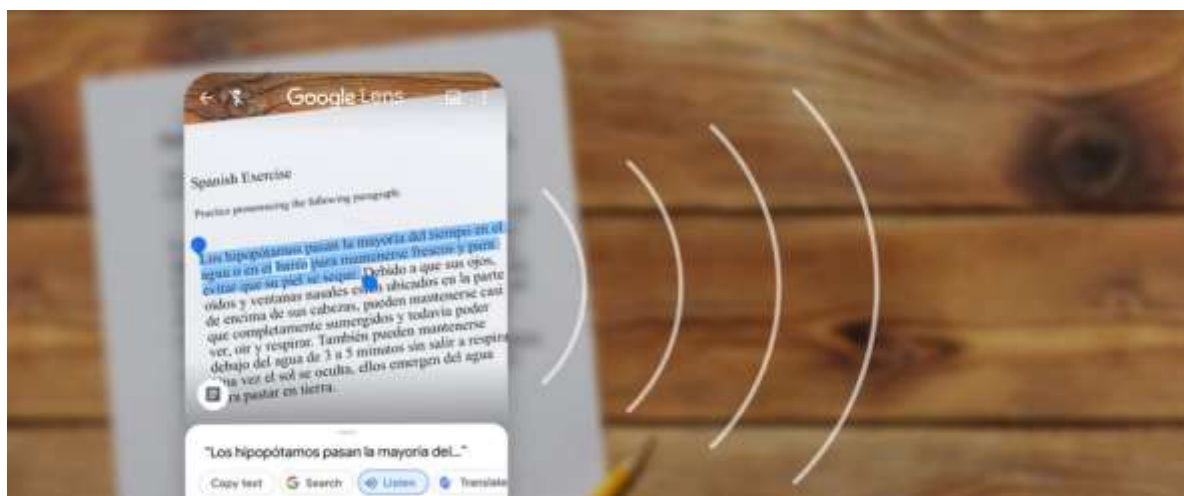 Google Lens
Spanish Exercise
Practice pronouncing the following paragraph.
Los hipopótamos pasan la mayoría del tiempo en el
agua o en el barro para mantenerse frescos y para
evitar que su piel se seque. Debido a que sus ojos,
oídos y ventanas nasales están ubicados en la parte
de encima de sus cabezas, pueden mantenerse casi
que completamente sumergidos y todavía poder
ver, oir y respirar. También pueden mantenerse
debajo del agua de 3 a 5 minutos sin salir a respira
vez el sol se oculta, ellos emergen del agua
ra pastar en tierra.
"Los hipopótamos pasan la mayoría del..."
Copy text Search Listen Translate